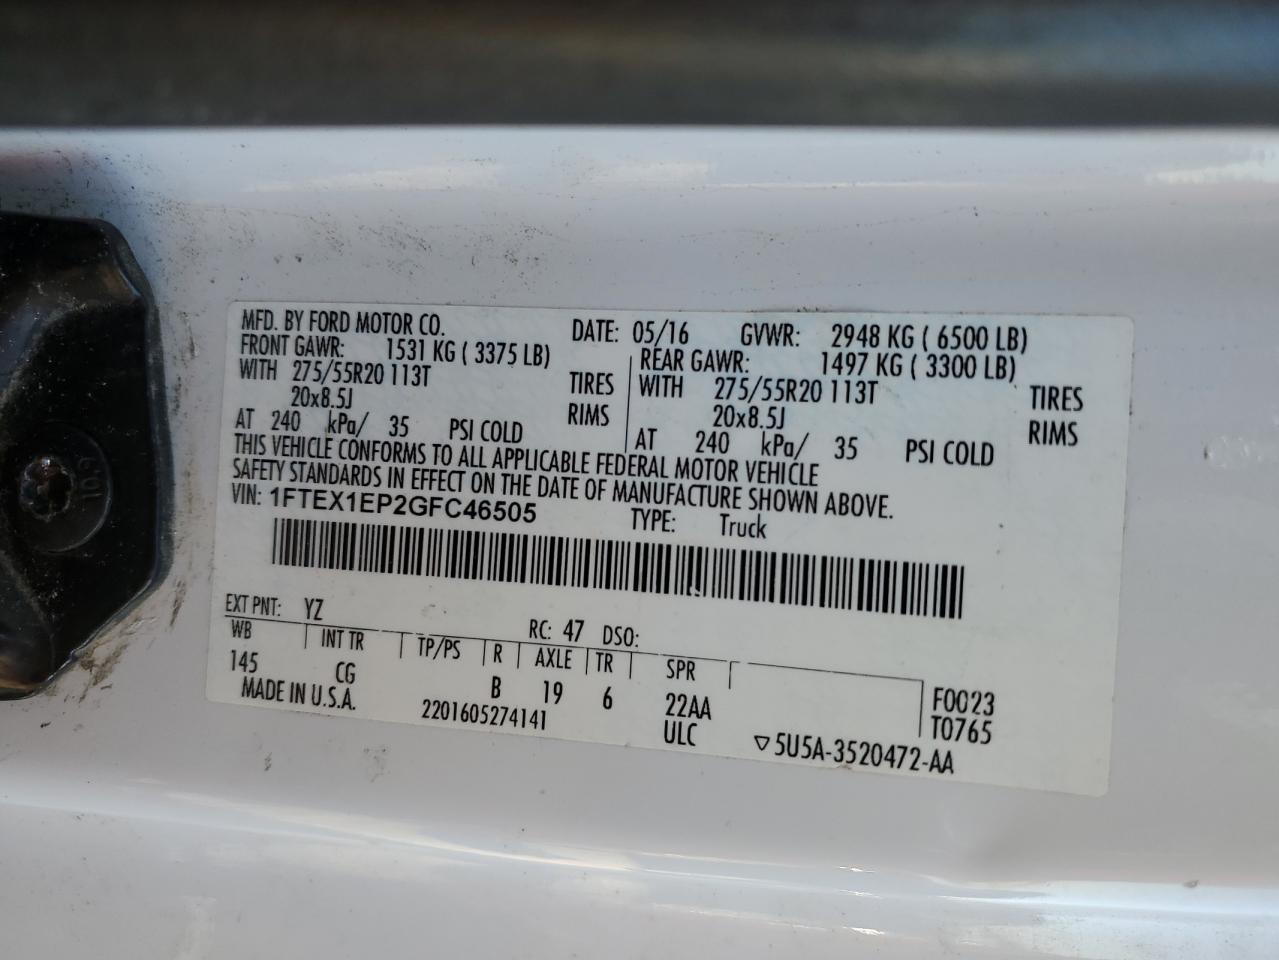 MFD. BY FORD MOTOR CO. DATE: 05/16 GVWR: 2948 KG ( 6500 LB)
FRONT GAWR: 1531 KG ( 3375 LB) REAR GAWR: 1497 KG ( 3300 LB)
WITH 275/55R20 113T TIRES WITH 275/55R20 113T TIRES
20x8.5J RIMS 20x8.5J RIMS
AT 240 kPa/ 35 PSI COLD AT 240 kPa/ 35 PSI COLD
THIS VEHICLE CONFORMS TO ALL APPLICABLE FEDERAL MOTOR VEHICLE
SAFETY STANDARDS IN EFFECT ON THE DATE OF MANUFACTURE SHOWN ABOVE.
VIN: 1FTEX1EP2GFC46505 TYPE: Truck
EXT PNT: YZ RC: 47 DSO:
WB INT TR TP/PS R AXLE TR SPR
145 CG B 19 6 22AA F0023
MADE IN U.S.A. 2201605274141 ULC T0765
▽5U5A-3520472-AA